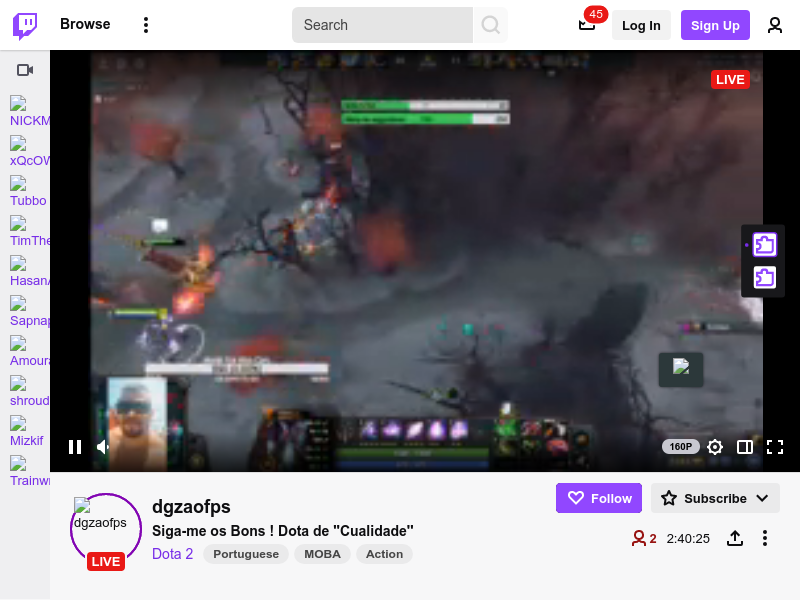 Browse
Search
45
Log In
Sign Up
LIVE
NICKM
xQcOW
Tubbo
TimThe
HasanA
Sapnap
Amoura
shroud
Mizkif
Trainw
160P
dgzaofps
LIVE
dgzaofps
Siga-me os Bons ! Dota de "Cualidade"
Dota 2
Portuguese
MOBA
Action
Follow
Subscribe
2
2:40:25